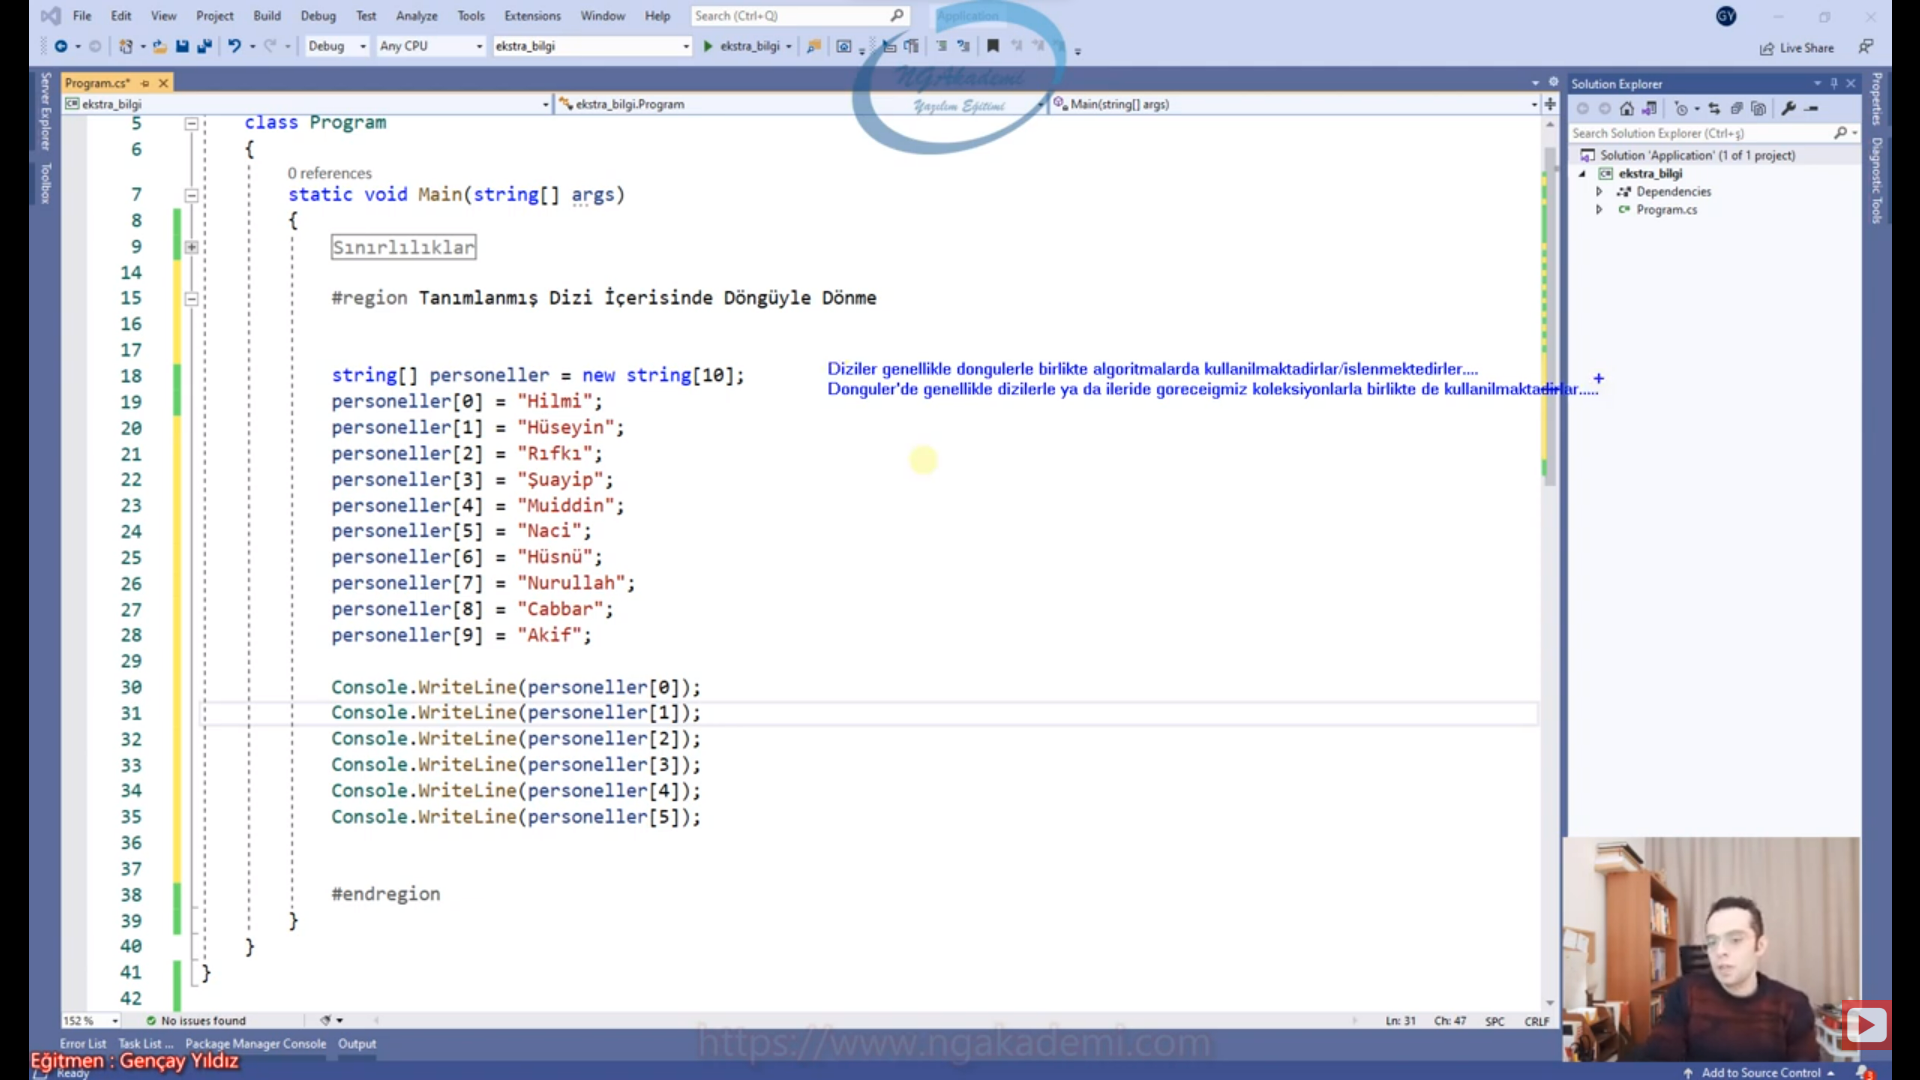 File Edit View Project Build Debug Test Analyze Tools Extensions Window Help Search (Ctrl+Q) Application GY
Debug Any CPU ekstra_bilgi ekstra_bilgi Live Share
NGAkademi
Yazılım Eğitimi
Program.cs*
ekstra_bilgi ekstra_bilgi.Program Main(string[] args)
Server Explorer
Toolbox
5 class Program
6 {
0 references
7 static void Main(string[] args)
8 {
9 Sınırlılıklar
14
15 #region Tanımlanmış Dizi İçerisinde Döngüyle Dönme
16
17
18 string[] personeller = new string[10];
19 personeller[0] = "Hilmi";
20 personeller[1] = "Hüseyin";
21 personeller[2] = "Rıfkı";
22 personeller[3] = "Şuayip";
23 personeller[4] = "Muiddin";
24 personeller[5] = "Naci";
25 personeller[6] = "Hüsnü";
26 personeller[7] = "Nurullah";
27 personeller[8] = "Cabbar";
28 personeller[9] = "Akif";
29
30 Console.WriteLine(personeller[0]);
31 Console.WriteLine(personeller[1]);
32 Console.WriteLine(personeller[2]);
33 Console.WriteLine(personeller[3]);
34 Console.WriteLine(personeller[4]);
35 Console.WriteLine(personeller[5]);
36
37
38 #endregion
39 }
40 }
41 }
42
Diziler genellikle dongulerle birlikte algoritmalarda kullanilmaktadirlar/islenmektedirler....
Donguler'de genellikle dizilerle ya da ileride goreceigmiz koleksiyonlarla birlikte de kullanilmaktadirlar.....
Solution Explorer
Search Solution Explorer (Ctrl+ş)
Solution 'Application' (1 of 1 project)
ekstra_bilgi
Dependencies
Program.cs
Properties
Diagnostic Tools
152 % No issues found Ln: 31 Ch: 47 SPC CRLF
Error List Task List ... Package Manager Console Output
https://www.ngakademi.com
Eğitmen : Gençay Yıldız
Ready Add to Source Control